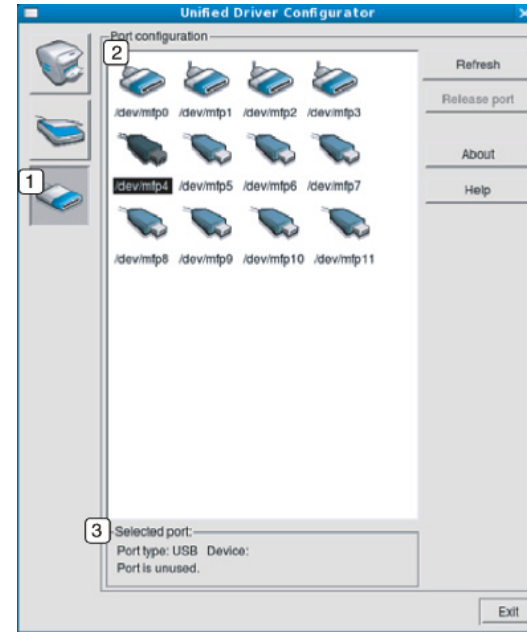 Unified Driver Configurator
Port configuration
2
Refresh
/dev/mfp0 /dev/mfp1 /dev/mfp2 /dev/mfp3
Release port
About
1
/dev/mfp4 /dev/mfp5 /dev/mfp6 /dev/mfp7
Help
/dev/mfp8 /dev/mfp9 /dev/mfp10 /dev/mfp11
3
Selected port:
Port type: USB Device:
Port is unused.
Exit